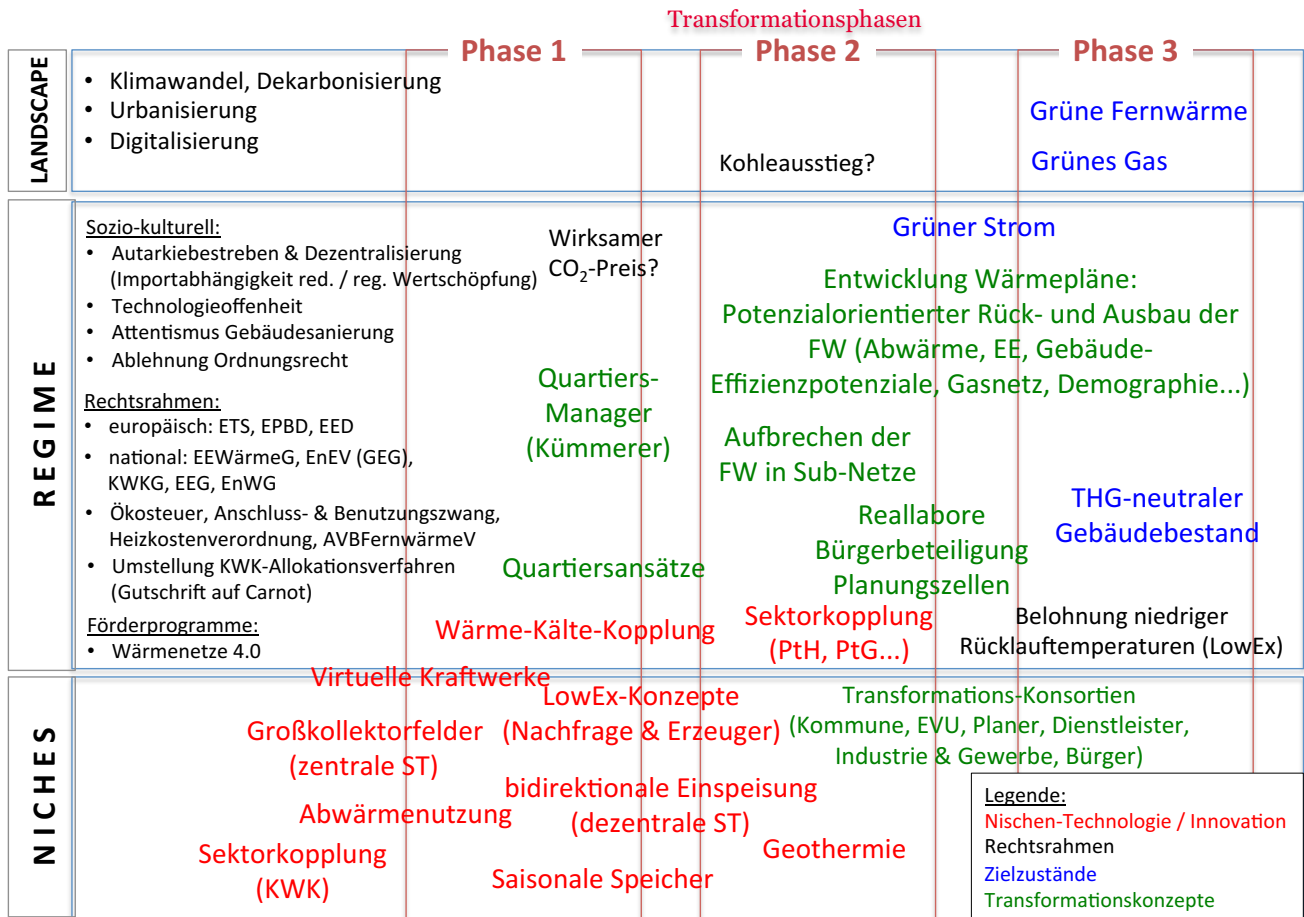 Transformationsphasen
Phase 1
Phase 2
Phase 3
LANDSCAPE
• Klimawandel, Dekarbonisierung
• Urbanisierung
• Digitalisierung
Kohleausstieg?
Grüne Fernwärme
Grünes Gas
REGIME
Sozio-kulturell:
• Autarkiebestreben & Dezentralisierung
(Importabhängigkeit red. / reg. Wertschöpfung)
• Technologieoffenheit
• Attentismus Gebäudesanierung
• Ablehnung Ordnungsrecht
Rechtsrahmen:
• europäisch: ETS, EPBD, EED
• national: EEWärmeG, EnEV (GEG),
KWKG, EEG, EnWG
• Ökosteuer, Anschluss- & Benutzungszwang,
Heizkostenverordnung, AVBFernwärmeV
• Umstellung KWK-Allokationsverfahren
(Gutschrift auf Carnot)
Förderprogramme:
• Wärmenetze 4.0
Wirksamer
CO₂-Preis?
Quartiers-
Manager
(Kümmerer)
Quartiersansätze
Wärme-Kälte-Kopplung
Grüner Strom
Entwicklung Wärmepläne:
Potenzialorientierter Rück- und Ausbau der
FW (Abwärme, EE, Gebäude-
Effizienzpotenziale, Gasnetz, Demographie...)
Aufbrechen der
FW in Sub-Netze
Reallabore
Bürgerbeteiligung
Planungszellen
Sektorkopplung
(PtH, PtG...)
THG-neutraler
Gebäudebestand
Belohnung niedriger
Rücklauftemperaturen (LowEx)
NICHES
Virtuelle Kraftwerke
Großkollektorfelder
(zentrale ST)
Abwärmenutzung
Sektorkopplung
(KWK)
LowEx-Konzepte
(Nachfrage & Erzeuger)
bidirektionale Einspeisung
(dezentrale ST)
Saisonale Speicher
Geothermie
Transformations-Konsortien
(Kommune, EVU, Planer, Dienstleister,
Industrie & Gewerbe, Bürger)
Legende:
Nischen-Technologie / Innovation
Rechtsrahmen
Zielzustände
Transformationskonzepte